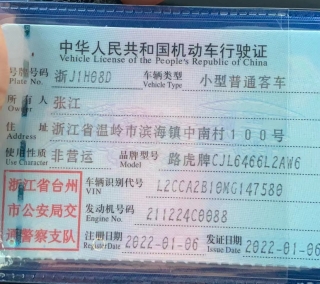 中华人民共和国机动车行驶证
Vehicle License of the People's Republic of China
号牌号码 浙J1H68D 车辆类型 小型普通客车
Plate No. Vehicle Type
所有人 张江
Owner
住址 浙江省温岭市滨海镇中南村100号
Address
使用性质 非营运 品牌型号 路虎牌CJL6466L2AW6
Use Character Model
浙江省台州
市公安局交
通警察支队
车辆识别代号 L2CCA2B10MG147580
VIN
发动机号码 211224C0088
Engine No.
注册日期 2022-01-06 发证日期 2022-01-06
Register Date Issue Date